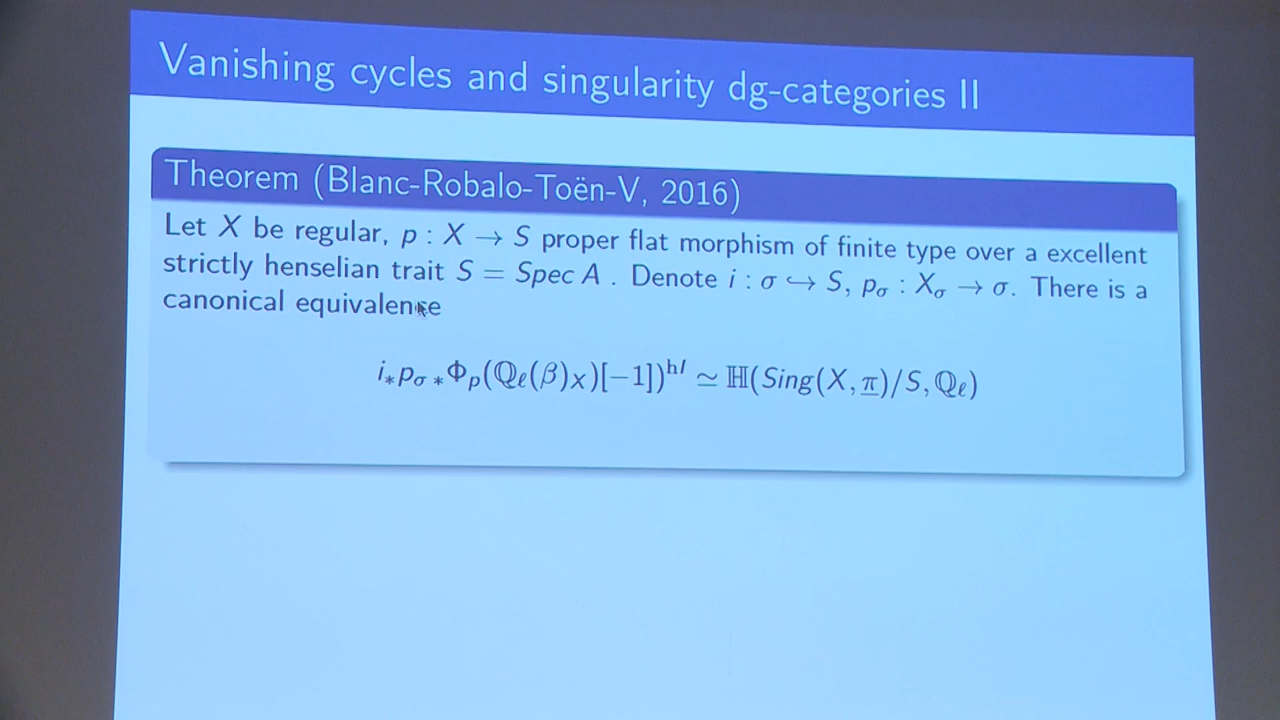 Vanishing cycles and singularity dg-categories II
Theorem (Blanc-Robalo-Toën-V, 2016)
Let X be regular, p : X → S proper flat morphism of finite type over a excellent
strictly henselian trait S = Spec A . Denote i : σ ↪ S, p_σ : X_σ → σ. There is a
canonical equivalence
i_* p_{σ *} Φ_p(ℚ_ℓ(β)_X)[−1])^{hI} ≃ ℍ(Sing(X, π)/S, ℚ_ℓ)